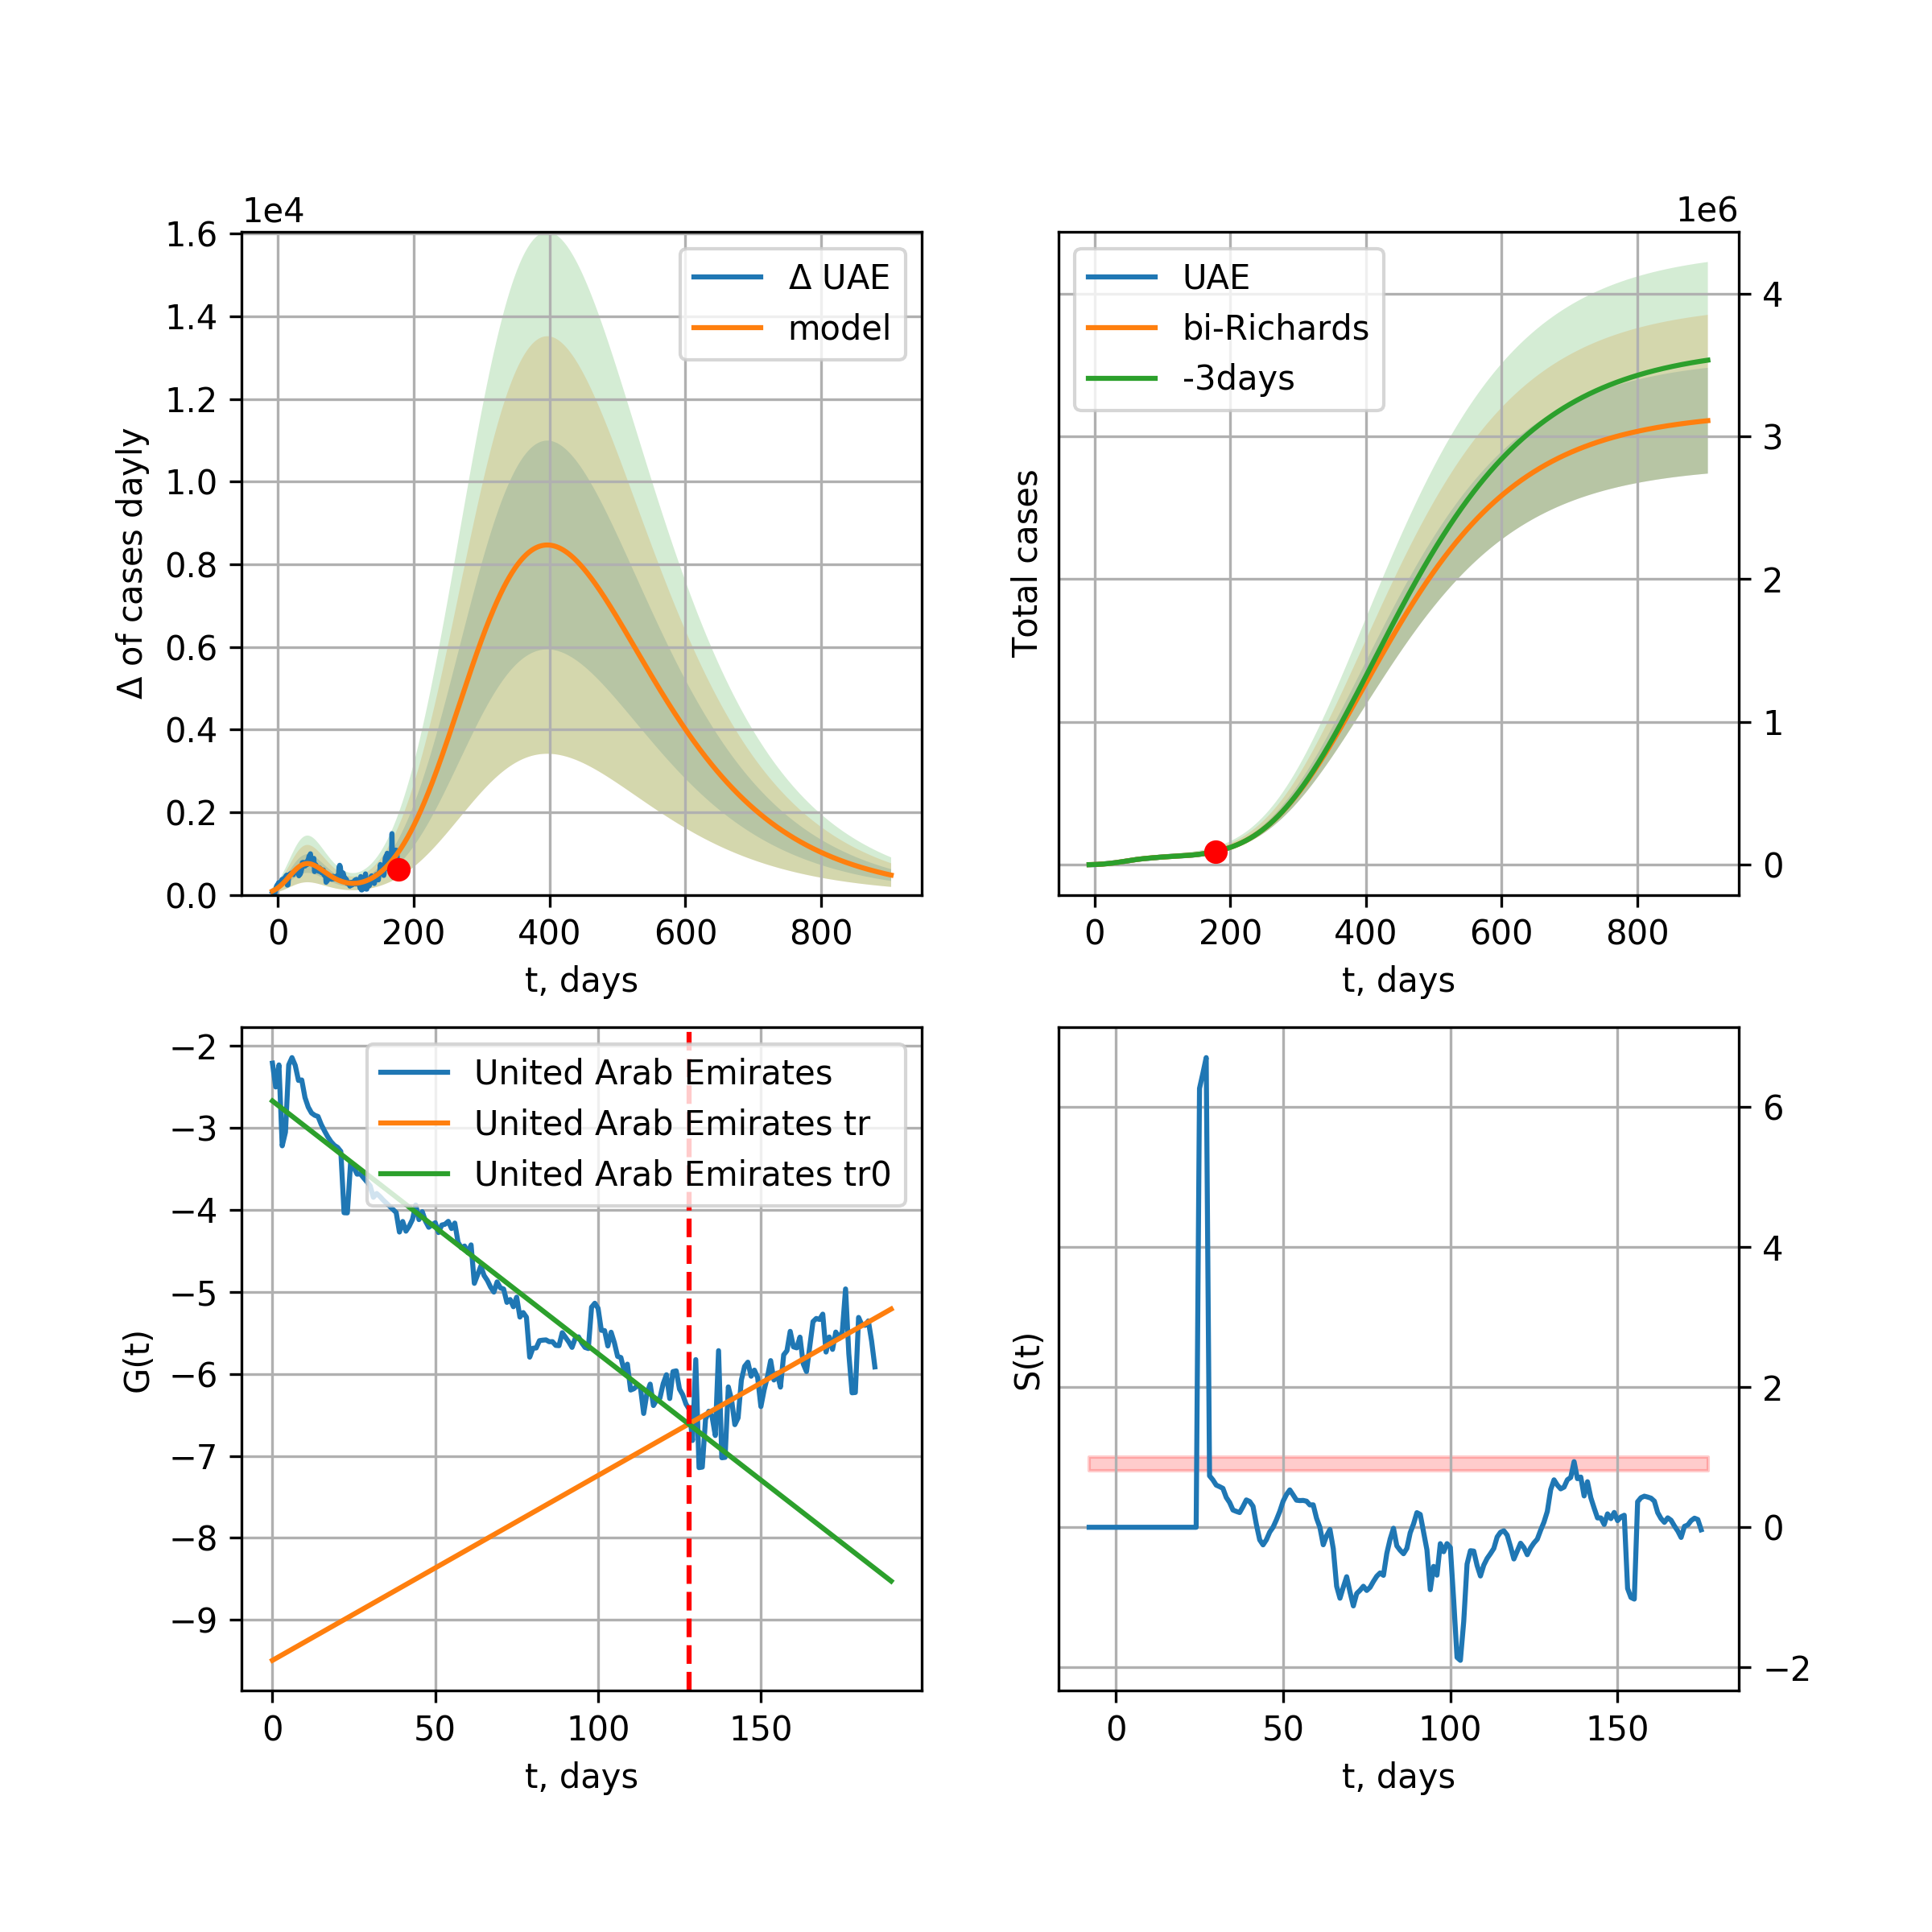 1e4
1.6
1.4
1.2
1.0
0.8
0.6
0.4
0.2
0.0
Δ of cases dayly
Δ UAE
model
0 200 400 600 800
t, days
1e6
Total cases
UAE
bi-Richards
-3days
4
3
2
1
0
0 200 400 600 800
t, days
−2
−3
−4
−5
−6
−7
−8
−9
G(t)
United Arab Emirates
United Arab Emirates tr
United Arab Emirates tr0
0 50 100 150
t, days
S(t)
6
4
2
0
−2
0 50 100 150
t, days